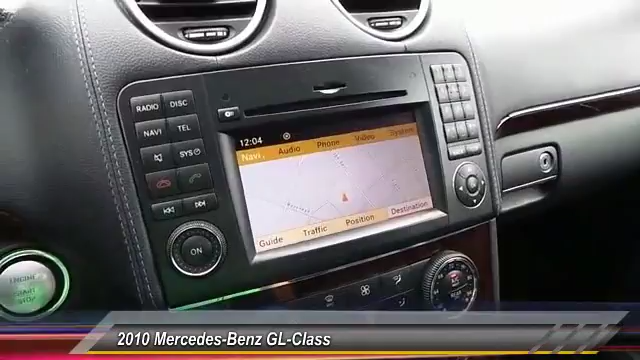 RADIO DISC
NAVI TEL
SYS
ON
12:04
Navi Audio Phone Video System
Guide Traffic Position Destination
ENGINE
START
STOP
2010 Mercedes-Benz GL-Class